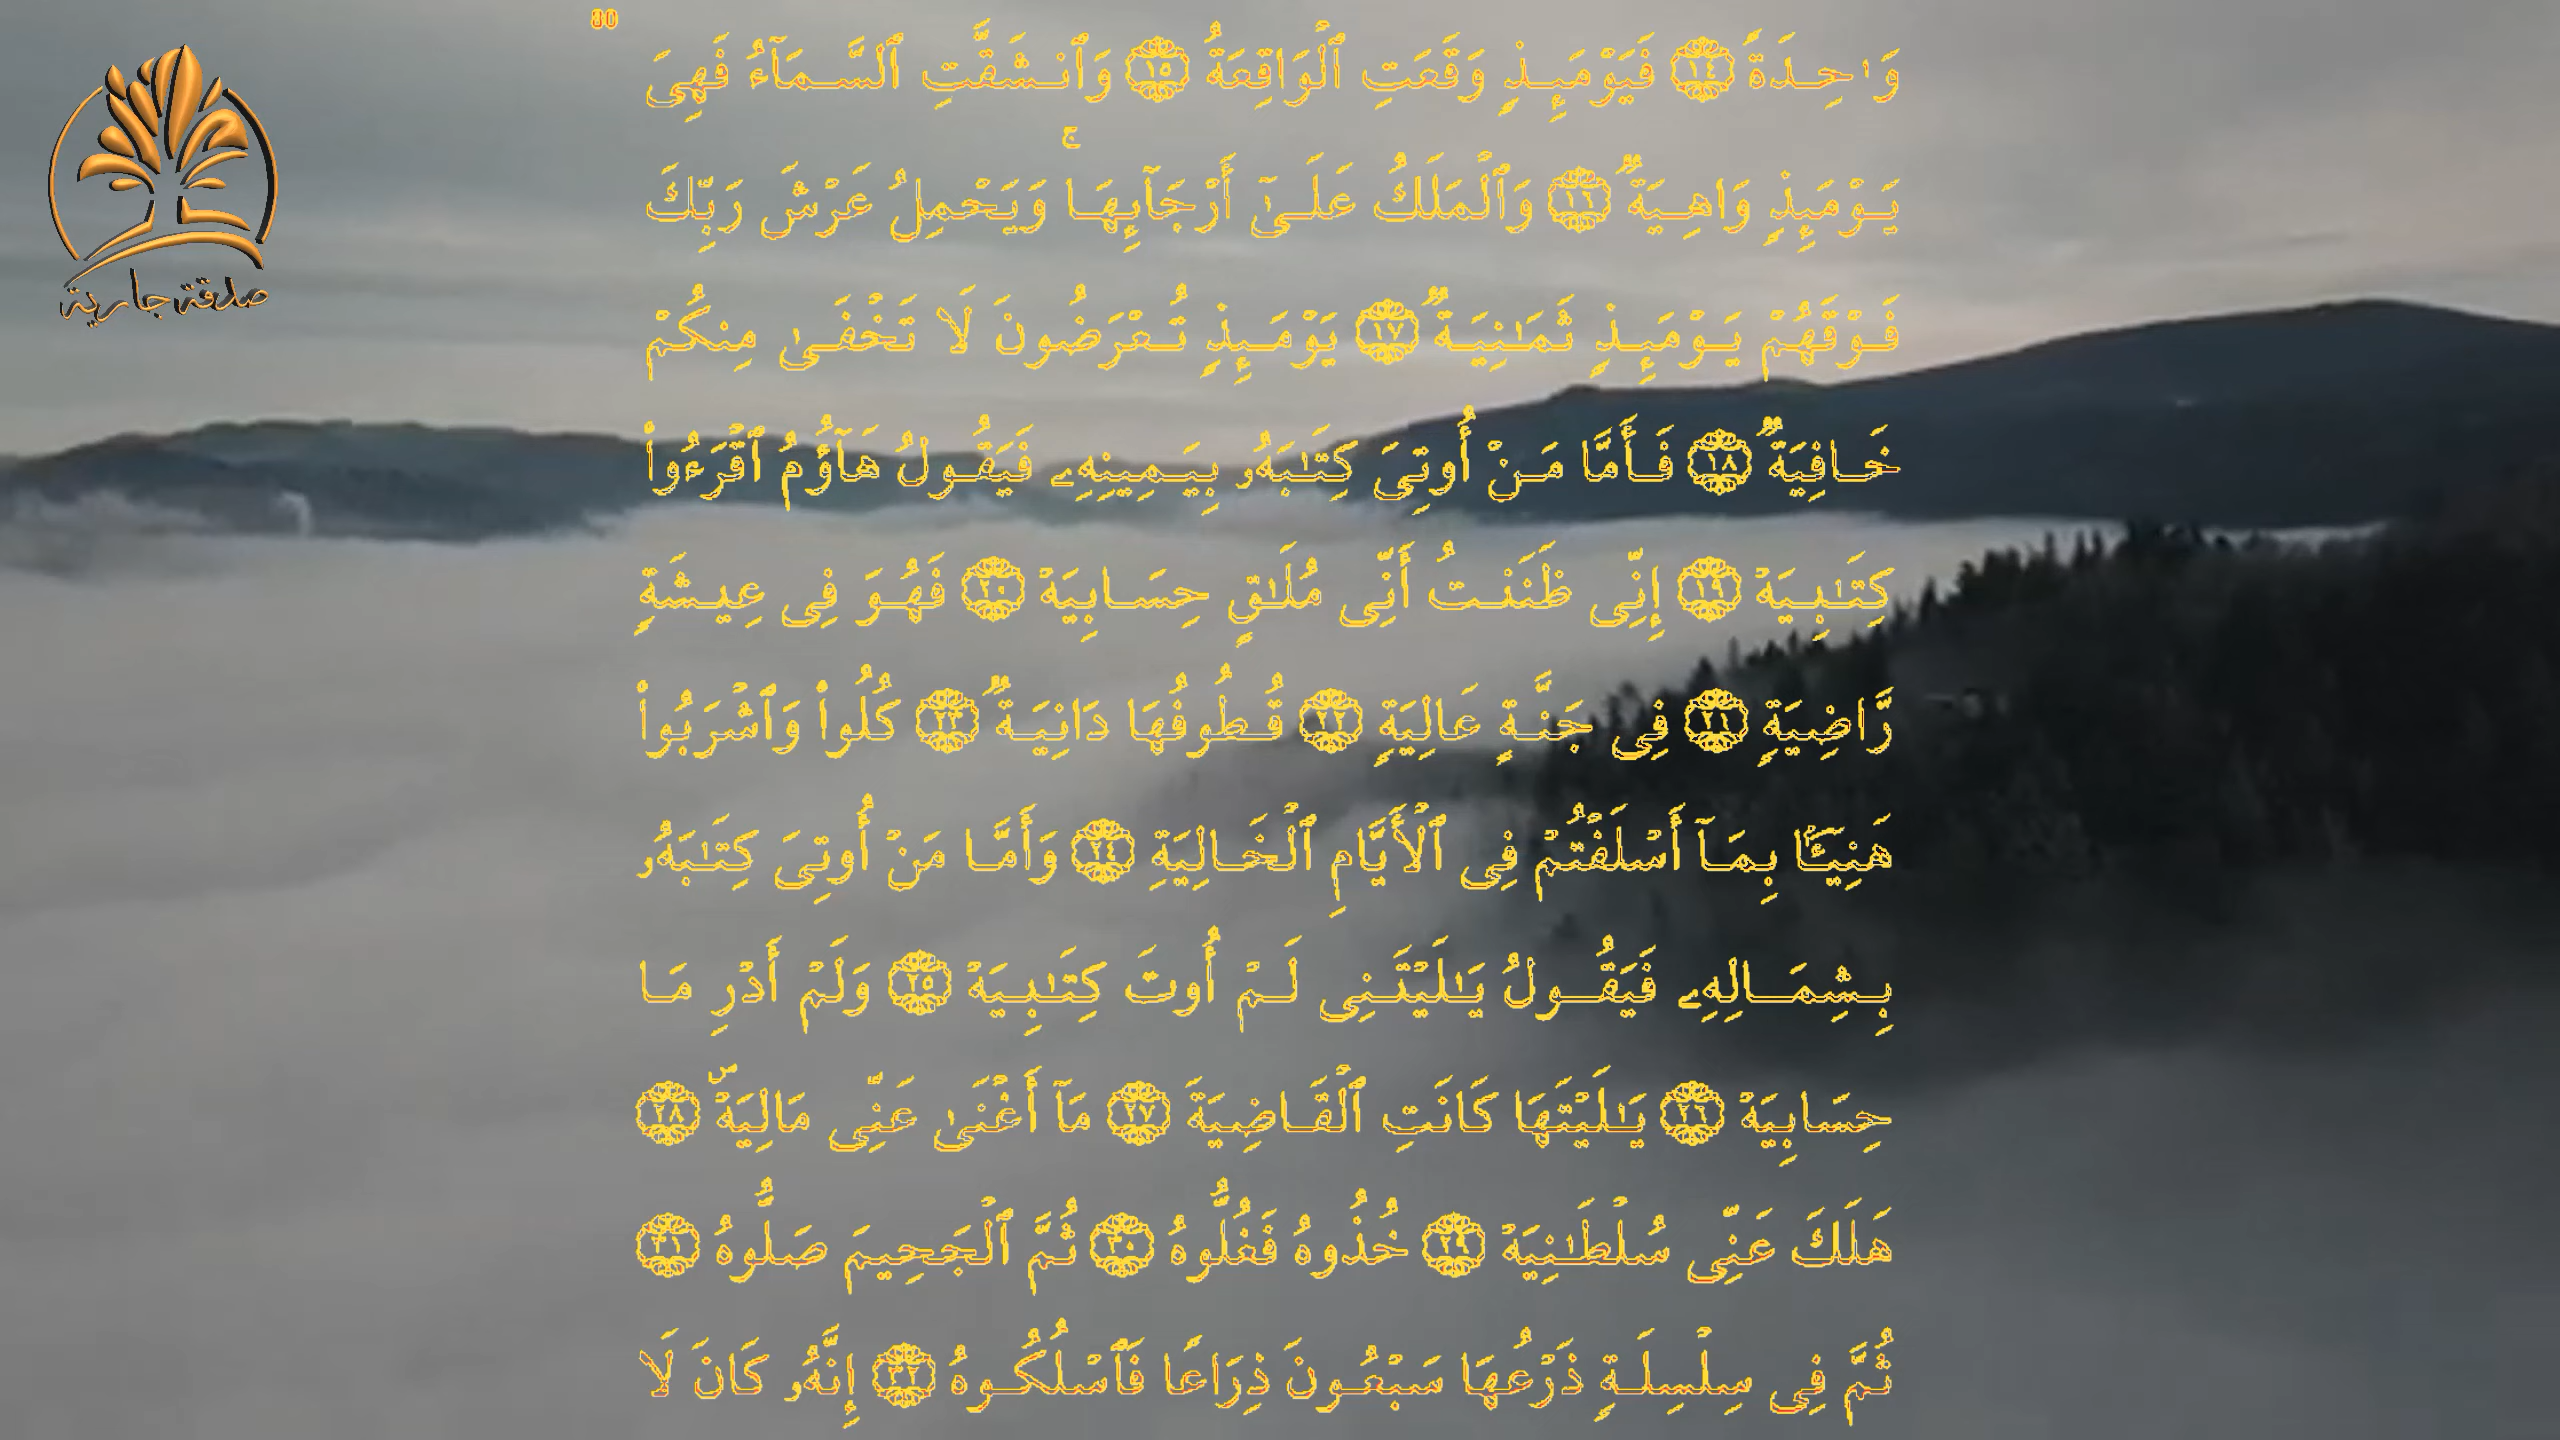 80
وَٰحِدَةً ١٤ فَيَوْمَئِذٍ وَقَعَتِ ٱلْوَاقِعَةُ ١٥ وَٱنشَقَّتِ ٱلسَّمَآءُ فَهِىَ
يَوْمَئِذٍ وَاهِيَةٌ ١٦ وَٱلْمَلَكُ عَلَىٰٓ أَرْجَآئِهَا ۚ وَيَحْمِلُ عَرْشَ رَبِّكَ
فَوْقَهُمْ يَوْمَئِذٍ ثَمَـٰنِيَةٌ ١٧ يَوْمَئِذٍ تُعْرَضُونَ لَا تَخْفَىٰ مِنكُمْ
خَافِيَةٌ ١٨ فَأَمَّا مَنْ أُوتِىَ كِتَـٰبَهُۥ بِيَمِينِهِۦ فَيَقُولُ هَآؤُمُ ٱقْرَءُوا۟
كِتَـٰبِيَهْ ١٩ إِنِّى ظَنَنتُ أَنِّى مُلَـٰقٍ حِسَابِيَهْ ٢٠ فَهُوَ فِى عِيشَةٍ
رَّاضِيَةٍ ٢١ فِى جَنَّةٍ عَالِيَةٍ ٢٢ قُطُوفُهَا دَانِيَةٌ ٢٣ كُلُوا۟ وَٱشْرَبُوا۟
هَنِيٓـًٔۢا بِمَآ أَسْلَفْتُمْ فِى ٱلْأَيَّامِ ٱلْخَالِيَةِ ٢٤ وَأَمَّا مَنْ أُوتِىَ كِتَـٰبَهُۥ
بِشِمَالِهِۦ فَيَقُولُ يَـٰلَيْتَنِى لَمْ أُوتَ كِتَـٰبِيَهْ ٢٥ وَلَمْ أَدْرِ مَا
حِسَابِيَهْ ٢٦ يَـٰلَيْتَهَا كَانَتِ ٱلْقَاضِيَةَ ٢٧ مَآ أَغْنَىٰ عَنِّى مَالِيَهْ ۜ ٢٨
هَلَكَ عَنِّى سُلْطَـٰنِيَهْ ٢٩ خُذُوهُ فَغُلُّوهُ ٣٠ ثُمَّ ٱلْجَحِيمَ صَلُّوهُ ٣١
ثُمَّ فِى سِلْسِلَةٍ ذَرْعُهَا سَبْعُونَ ذِرَاعًا فَٱسْلُكُوهُ ٣٢ إِنَّهُۥ كَانَ لَا
صدقة جارية